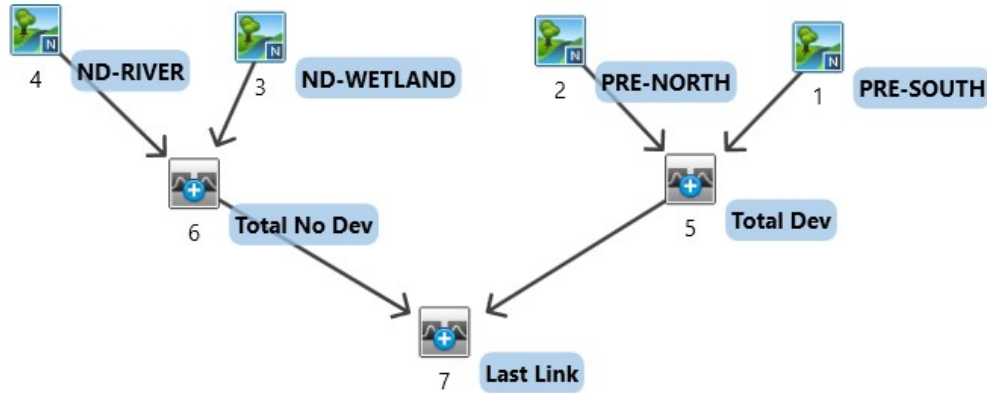 4
ND-RIVER
N
3
ND-WETLAND
N
2
PRE-NORTH
N
1
PRE-SOUTH
N
6
Total No Dev
5
Total Dev
7
Last Link